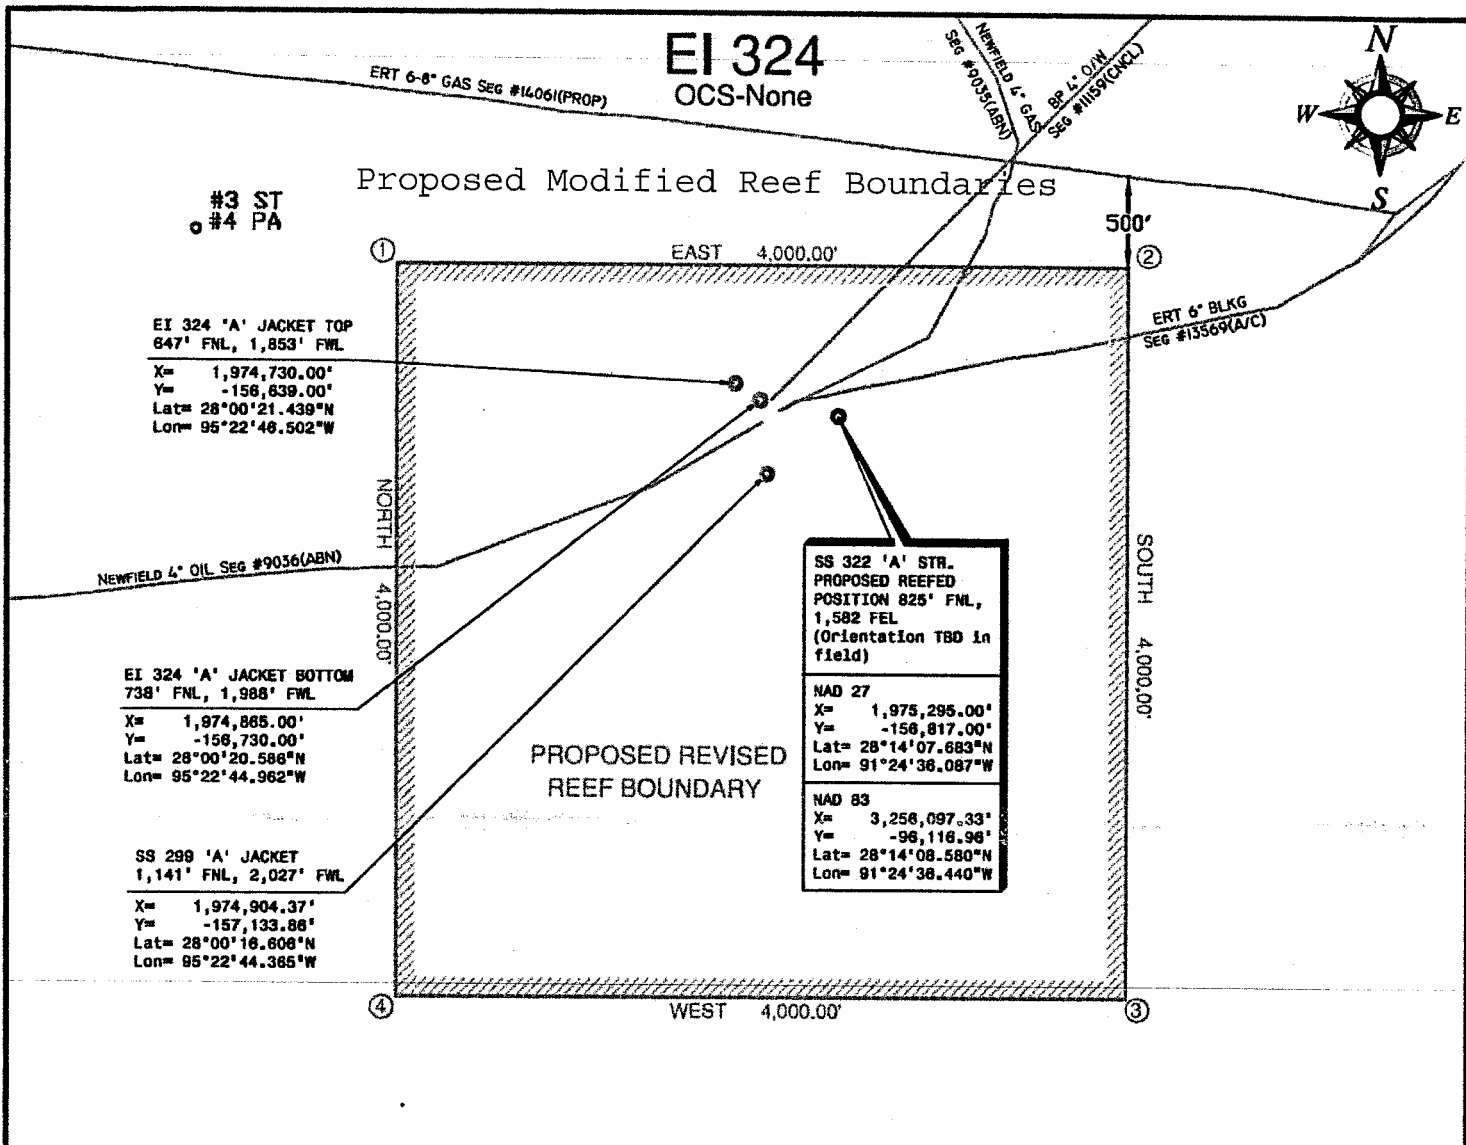 EI 324
OCS-None
ERT 6-8" GAS SEG #14061(PROP)
NEWFIELD 4" GAS
SEG #9035(ABN)
BP 4" O/W
SEG #11159(CNCL)
N
W
E
S
Proposed Modified Reef Boundaries
#3 ST
#4 PA
500'
1
EAST 4,000.00'
2
ERT 6" BLKG
SEG #13569(A/C)
EI 324 'A' JACKET TOP
647' FNL, 1,853' FWL
X= 1,974,730.00'
Y= -156,639.00'
Lat= 28°00'21.439"N
Lon= 95°22'46.502"W
NORTH 4,000.00'
SOUTH 4,000.00'
NEWFIELD 4" OIL SEG #9036(ABN)
SS 322 'A' STR.
PROPOSED REEFED
POSITION 825' FNL,
1,582 FEL
(Orientation TBD in
field)
NAD 27
X= 1,975,295.00'
Y= -156,817.00'
Lat= 28°14'07.683"N
Lon= 91°24'36.087"W
NAD 83
X= 3,256,097.33'
Y= -96,116.96'
Lat= 28°14'08.580"N
Lon= 91°24'36.440"W
EI 324 'A' JACKET BOTTOM
738' FNL, 1,988' FWL
X= 1,974,865.00'
Y= -156,730.00'
Lat= 28°00'20.586"N
Lon= 95°22'44.962"W
PROPOSED REVISED
REEF BOUNDARY
SS 299 'A' JACKET
1,141' FNL, 2,027' FWL
X= 1,974,904.37'
Y= -157,133.86'
Lat= 28°00'16.606"N
Lon= 95°22'44.365"W
4
WEST 4,000.00'
3